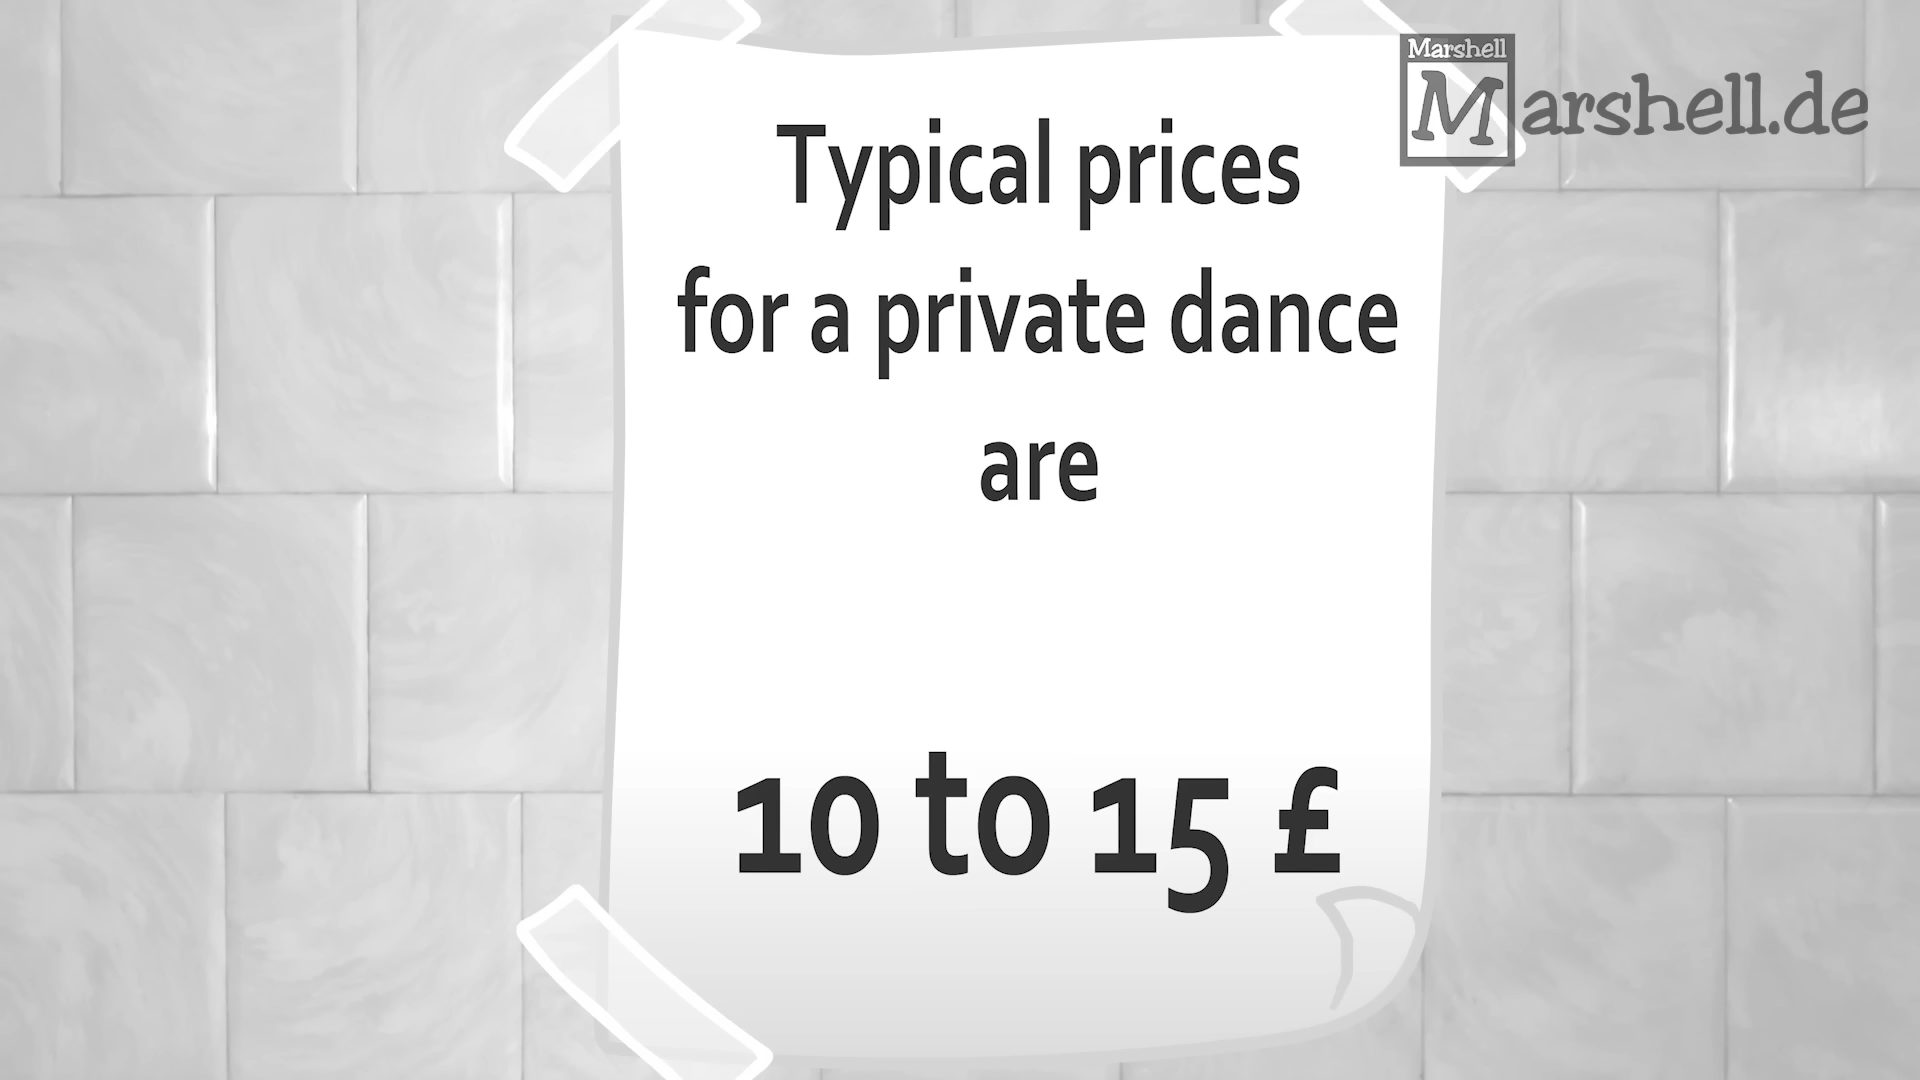 Marshell
Marshell.de
Typical prices
for a private dance
are
10 to 15 £